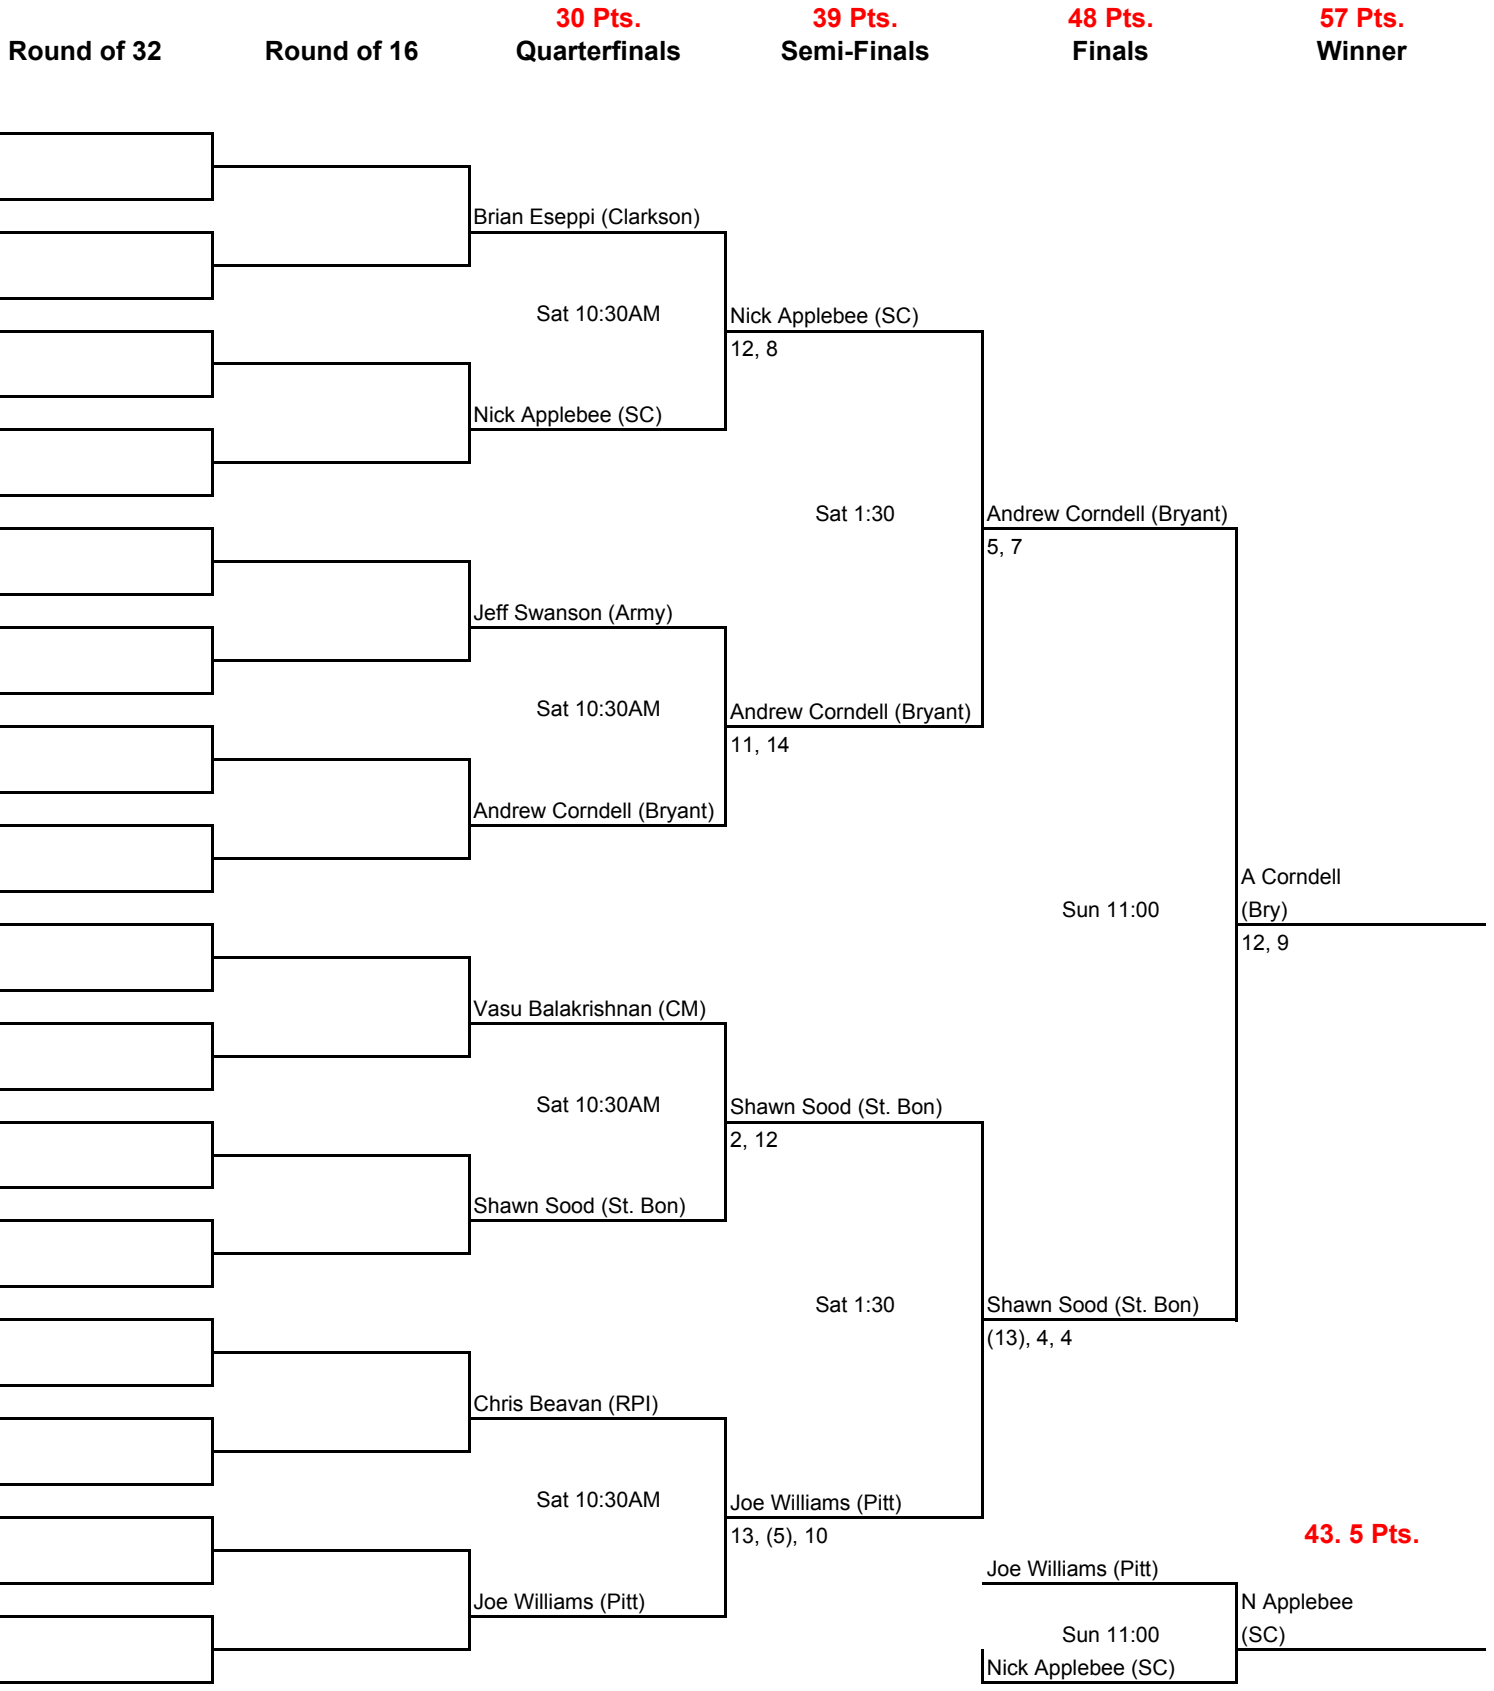 30 Pts. 39 Pts. 48 Pts. 57 Pts.
Round of 32 Round of 16 Quarterfinals Semi-Finals Finals Winner
Brian Eseppi (Clarkson)
Sat 10:30AM
Nick Applebee (SC)
12, 8
Nick Applebee (SC)
Sat 1:30
Andrew Corndell (Bryant)
5, 7
Jeff Swanson (Army)
Sat 10:30AM
Andrew Corndell (Bryant)
11, 14
Andrew Corndell (Bryant)
A Corndell
Sun 11:00
(Bry)
12, 9
Vasu Balakrishnan (CM)
Sat 10:30AM
Shawn Sood (St. Bon)
2, 12
Shawn Sood (St. Bon)
Sat 1:30
Shawn Sood (St. Bon)
(13), 4, 4
Chris Beavan (RPI)
Sat 10:30AM
Joe Williams (Pitt)
13, (5), 10
43. 5 Pts.
Joe Williams (Pitt)
Joe Williams (Pitt)
N Applebee
Sun 11:00
(SC)
Nick Applebee (SC)